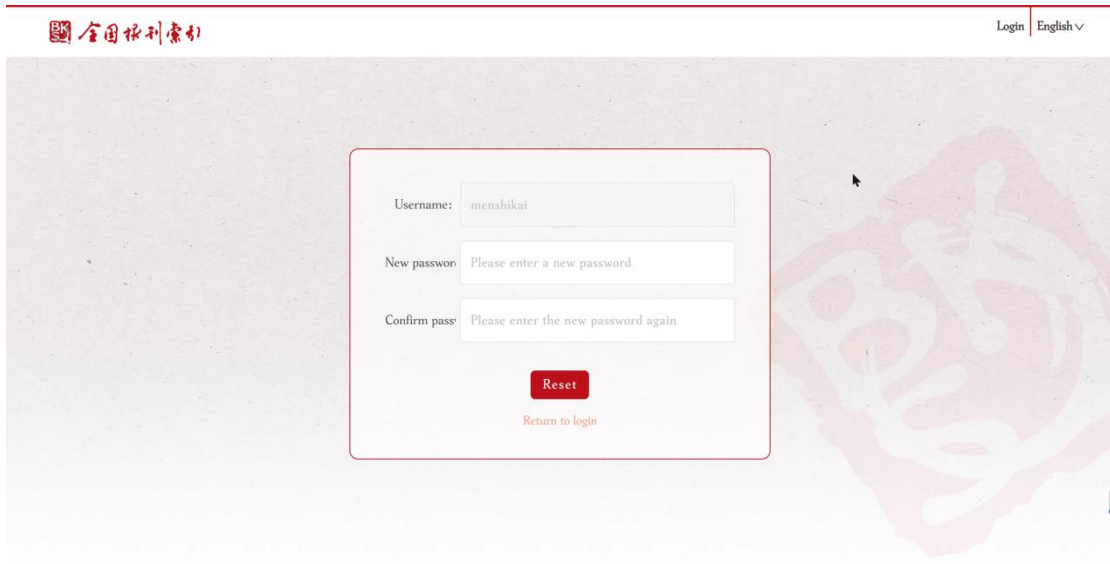 BKSY 全国报刊索引
Login English
Username: menshikai
New passwor
Please enter a new password
Confirm pass
Please enter the new password again
Reset
Return to login